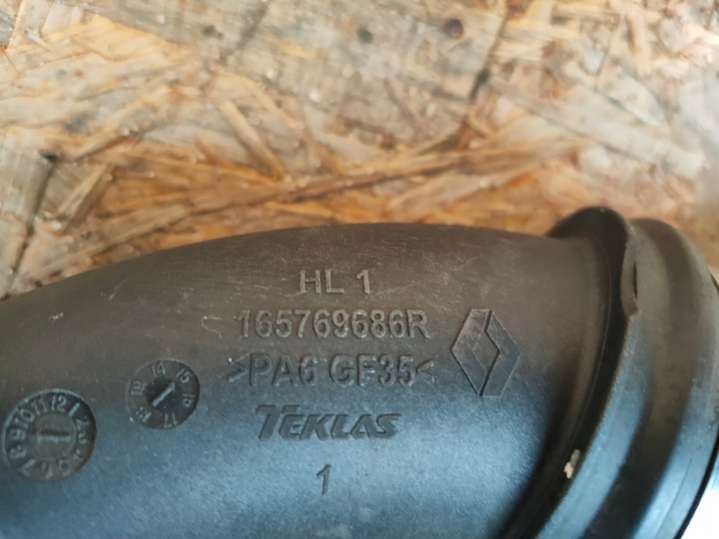 HL 1
165769686R
>PA6 GF35<
TEKLAS
1